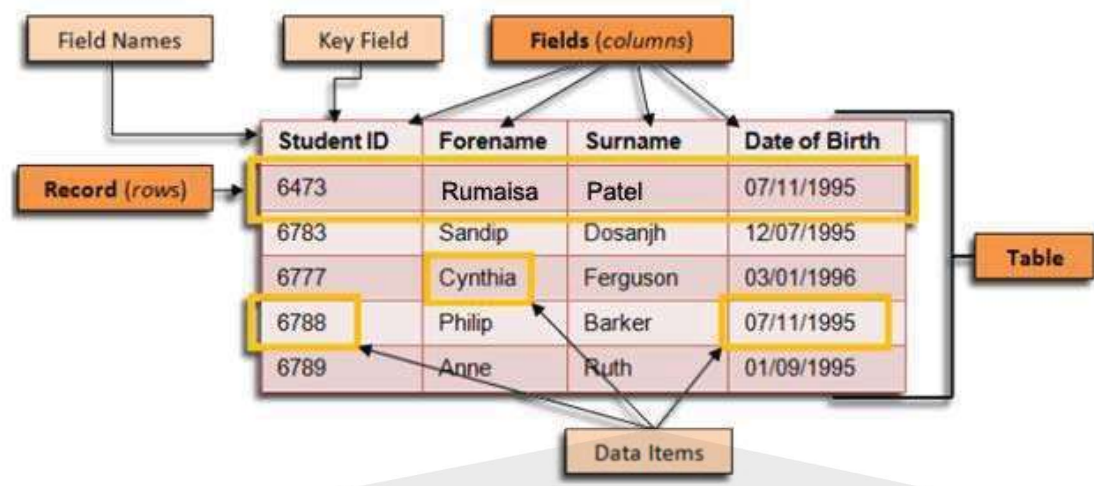 Field Names Key Field Fields (columns)
Student ID Forename Surname Date of Birth
Record (rows)
6473 Rumaisa Patel 07/11/1995
6783 Sandip Dosanjh 12/07/1995
Table
6777 Cynthia Ferguson 03/01/1996
6788 Philip Barker 07/11/1995
6789 Anne Ruth 01/09/1995
Data Items